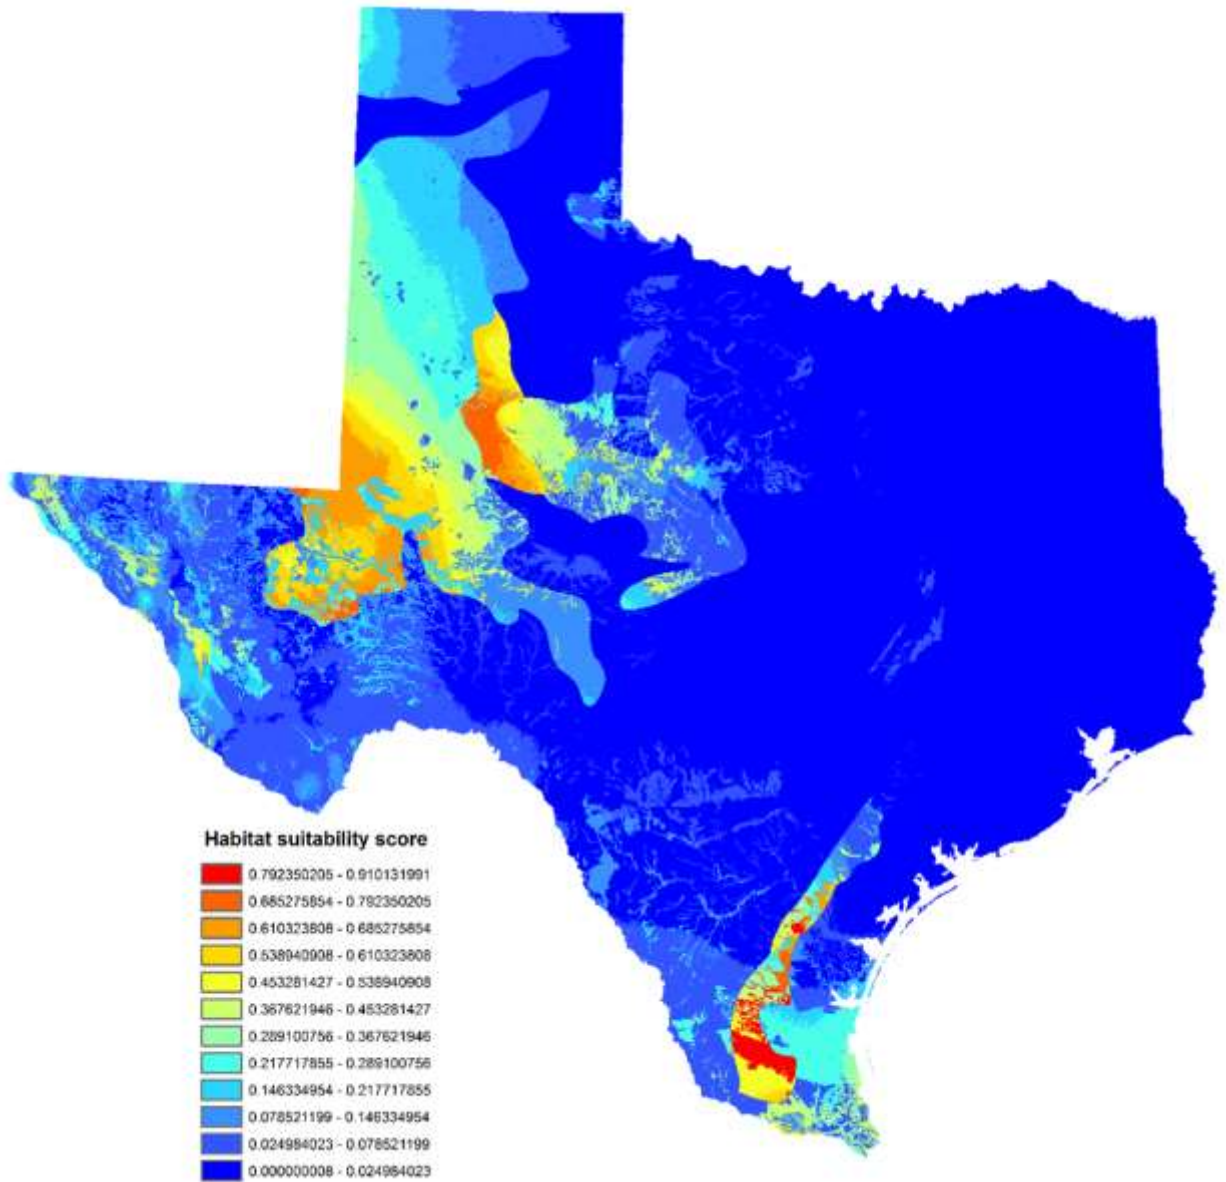 Habitat suitability score
0.792350205 - 0.910131991
0.685275854 - 0.792350205
0.610323808 - 0.685275854
0.538940908 - 0.610323808
0.453281427 - 0.538940908
0.367621946 - 0.453281427
0.289100756 - 0.367621946
0.217717855 - 0.289100756
0.146334954 - 0.217717855
0.078521199 - 0.146334954
0.024984023 - 0.078521199
0.000000008 - 0.024984023